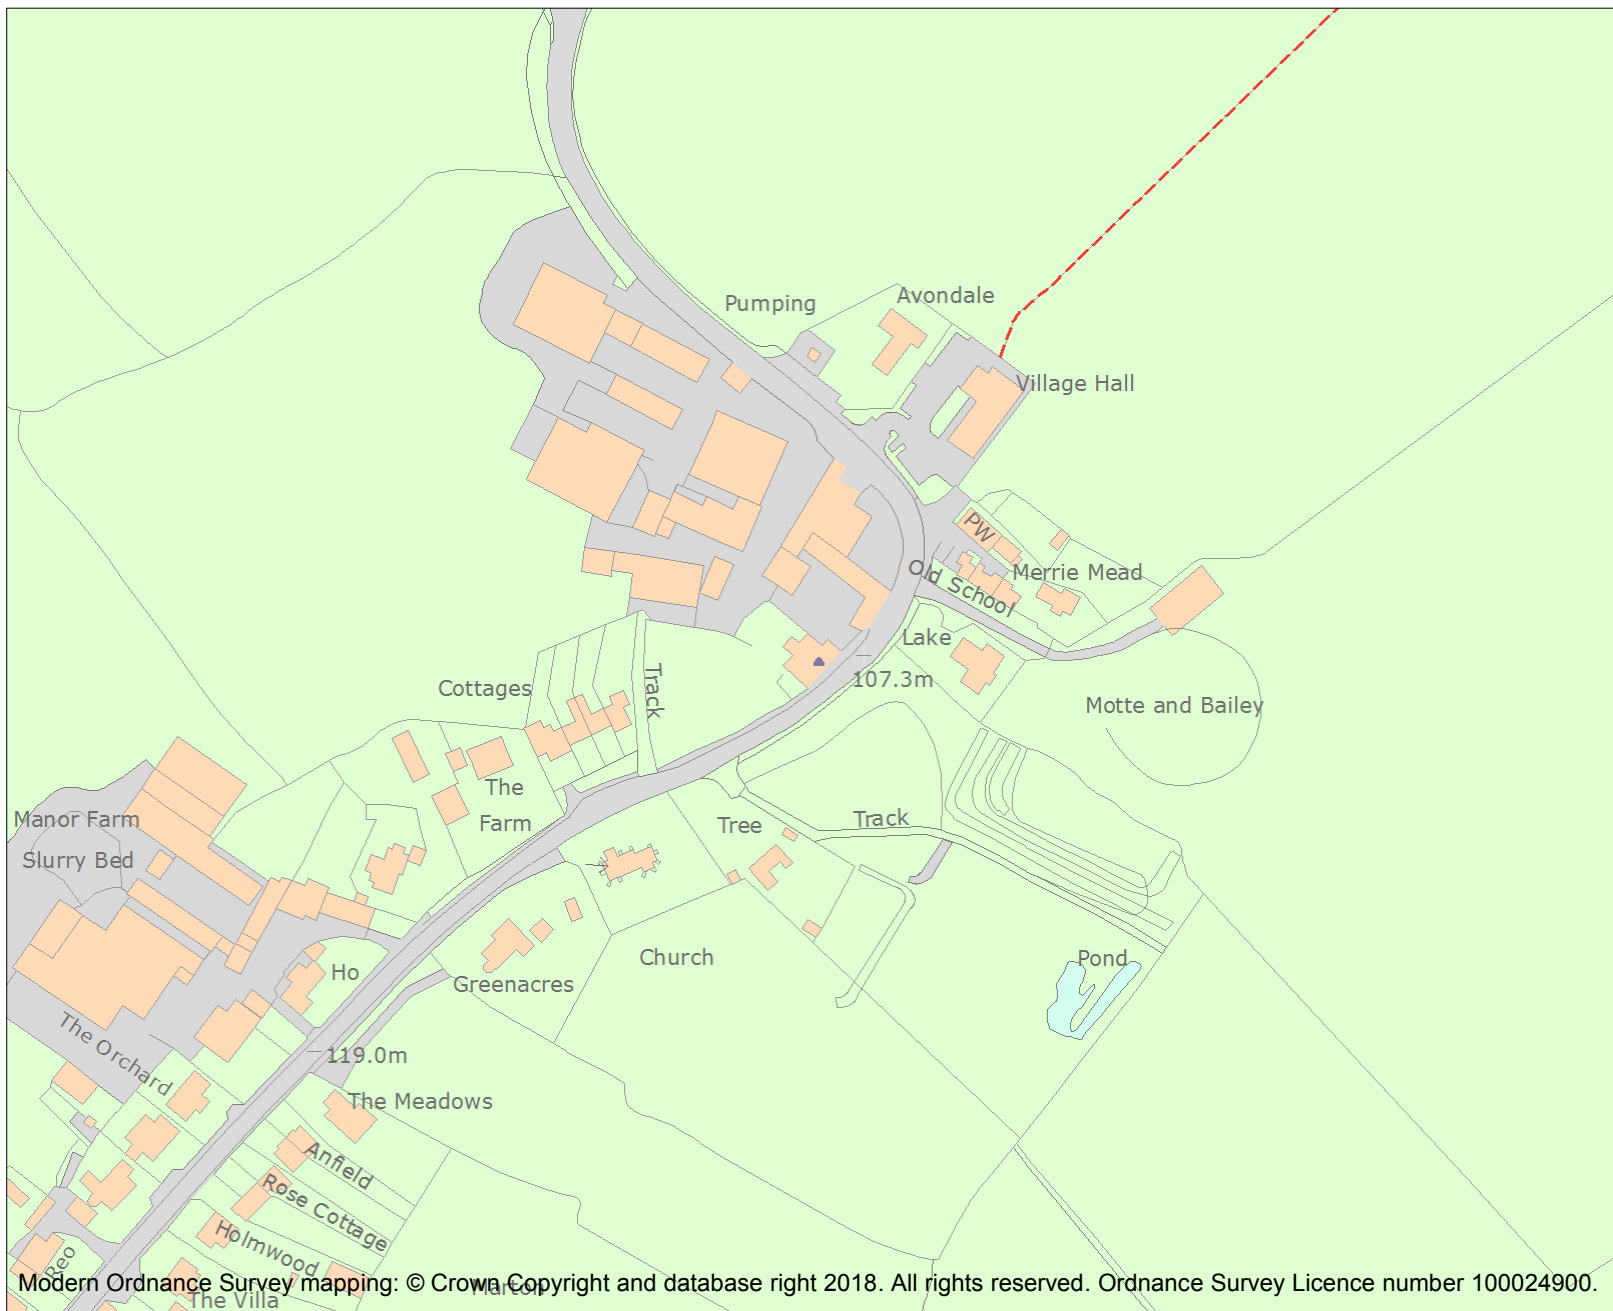 Avondale
Pumping
Village Hall
PW
Merrie Mead
Old School
Lake
Track
107.3m
Cottages
Motte and Bailey
The
Farm
Manor Farm
Tree
Track
Slurry Bed
Church
Pond
Ho
Greenacres
The Orchard
119.0m
The Meadows
Anfield
Rose Cottage
Holmwood
Reo
Marton
Modern Ordnance Survey mapping: © Crown Copyright and database right 2018. All rights reserved. Ordnance Survey Licence number 100024900.
The Villa